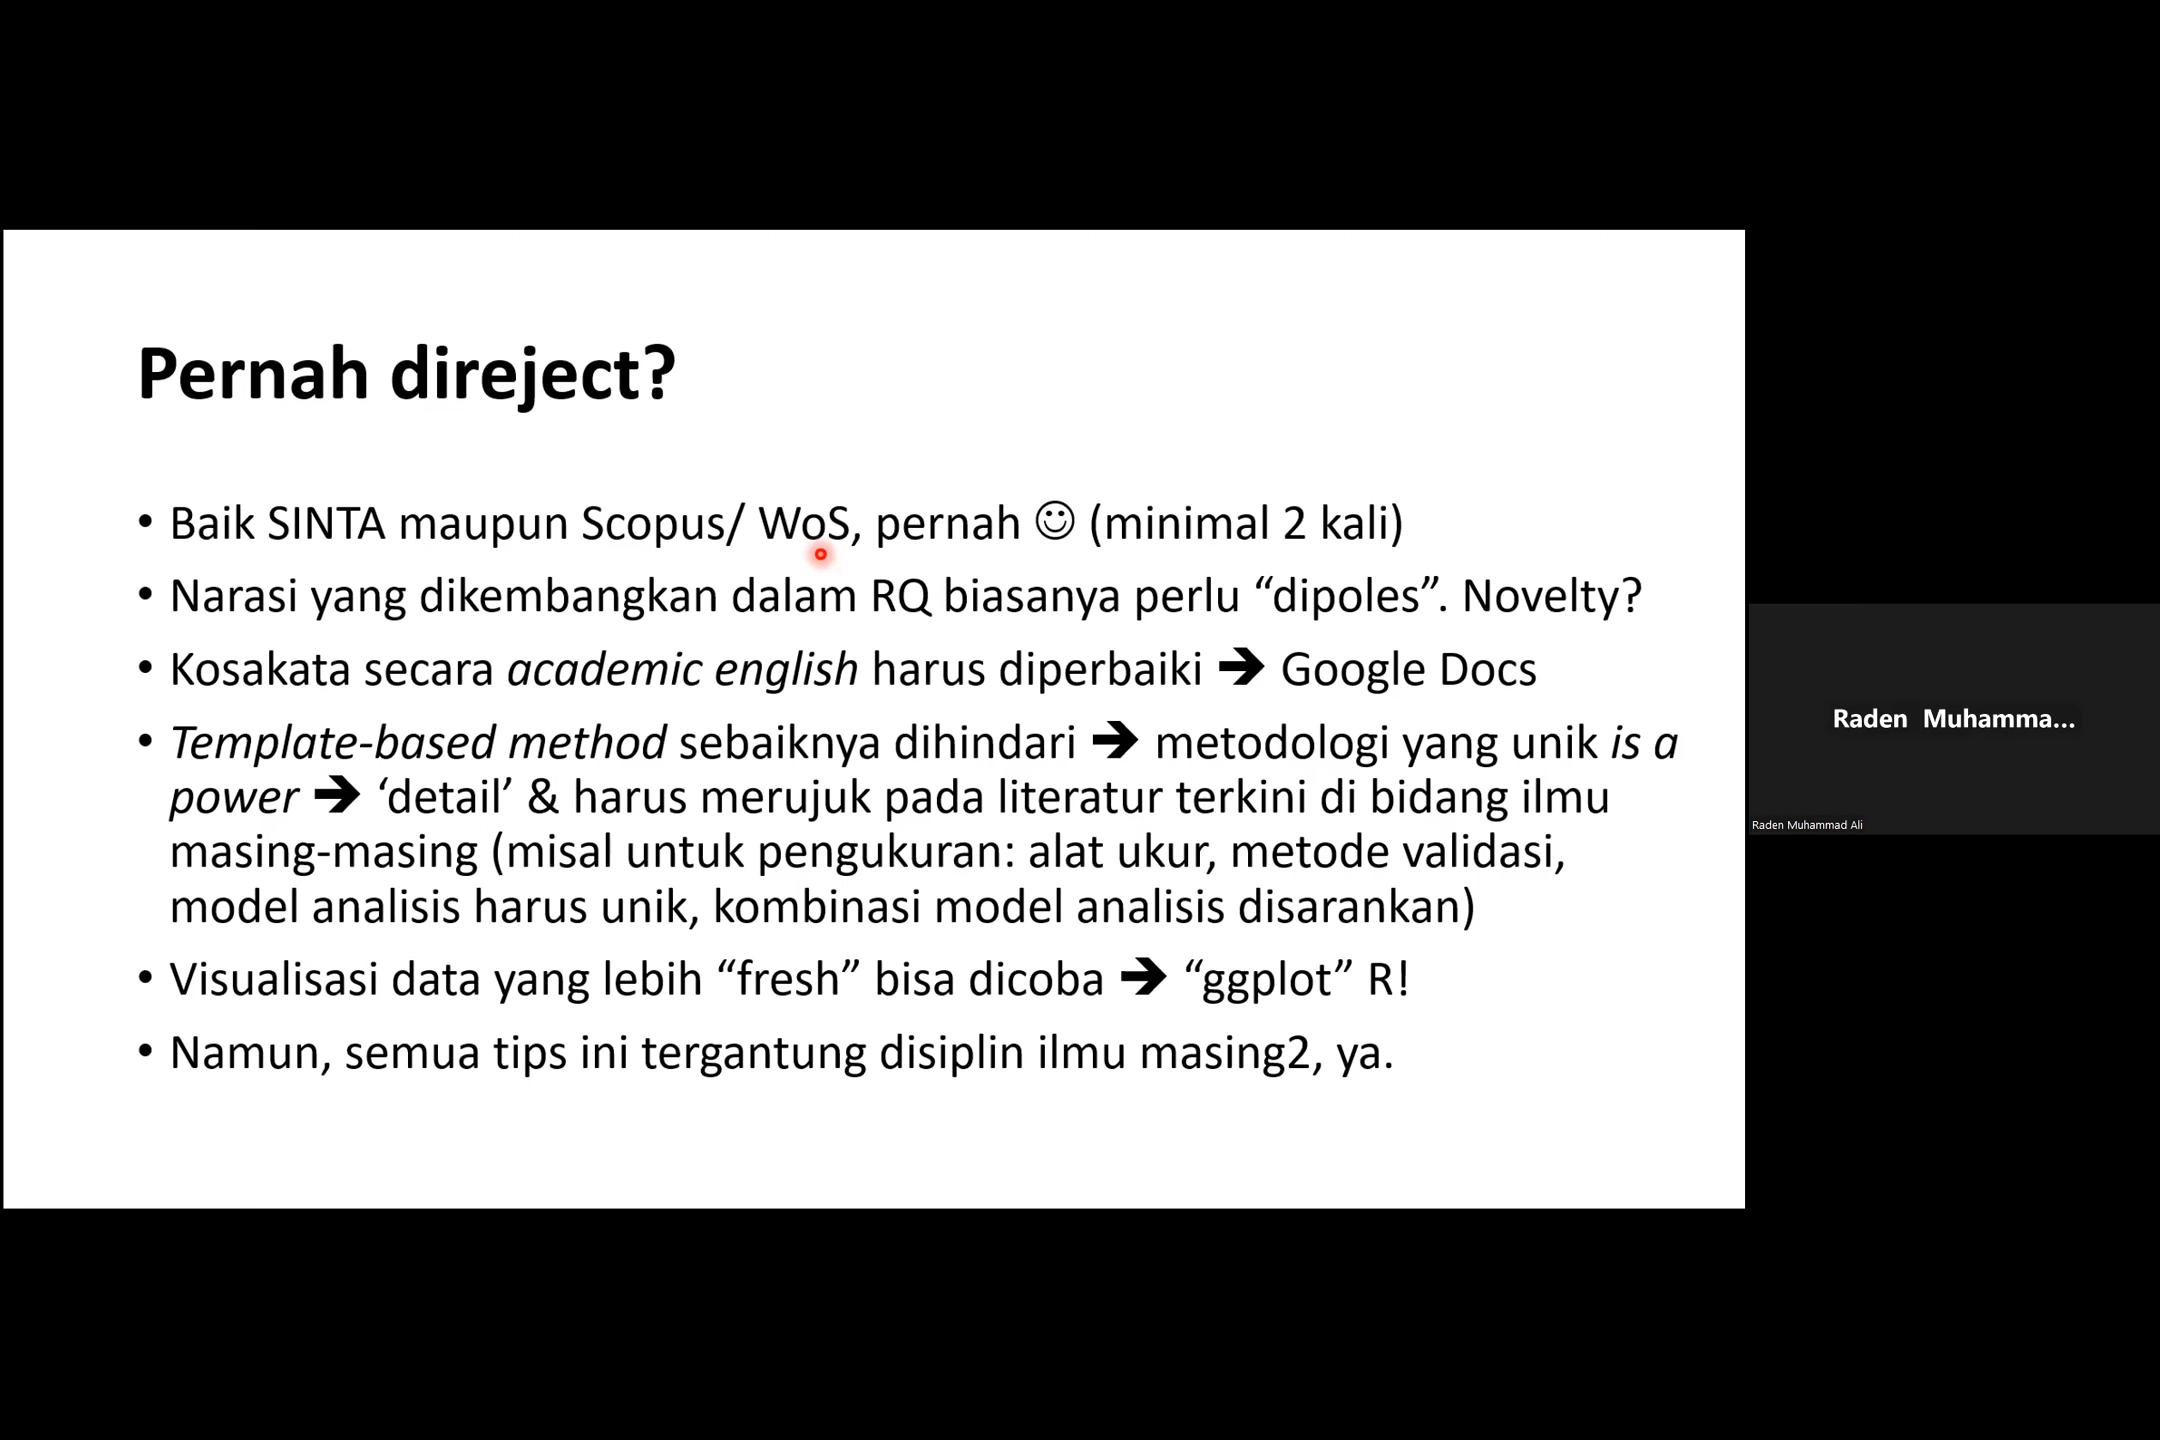 Pernah direject?
• Baik SINTA maupun Scopus/ WoS, pernah ☺ (minimal 2 kali)
• Narasi yang dikembangkan dalam RQ biasanya perlu “dipoles”. Novelty?
• Kosakata secara academic english harus diperbaiki ➔ Google Docs
• Template-based method sebaiknya dihindari ➔ metodologi yang unik is a
power ➔ ‘detail’ & harus merujuk pada literatur terkini di bidang ilmu
masing-masing (misal untuk pengukuran: alat ukur, metode validasi,
model analisis harus unik, kombinasi model analisis disarankan)
• Visualisasi data yang lebih “fresh” bisa dicoba ➔ “ggplot” R!
• Namun, semua tips ini tergantung disiplin ilmu masing2, ya.
Raden Muhamma...
Raden Muhammad Ali